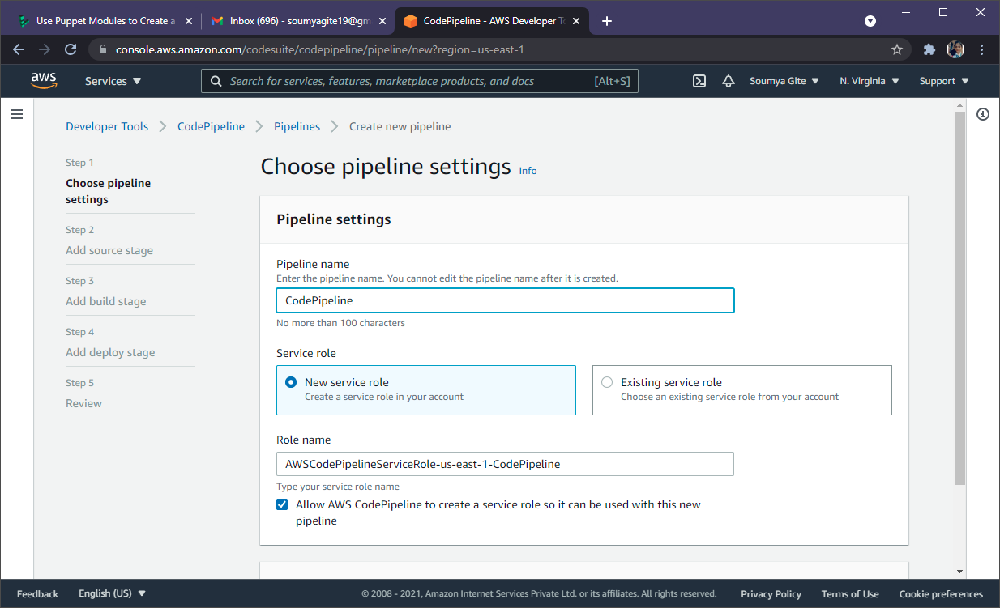 Use Puppet Modules to Create a
Inbox (696) - soumyagite19@gm
CodePipeline - AWS Developer To
console.aws.amazon.com/codesuite/codepipeline/pipeline/new?region=us-east-1
aws
Services
Search for services, features, marketplace products, and docs
[Alt+S]
Soumya Gite
N. Virginia
Support
Developer Tools
CodePipeline
Pipelines
Create new pipeline
Step 1
Choose pipeline
settings
Step 2
Add source stage
Step 3
Add build stage
Step 4
Add deploy stage
Step 5
Review
Choose pipeline settings Info
Pipeline settings
Pipeline name
Enter the pipeline name. You cannot edit the pipeline name after it is created.
CodePipeline
No more than 100 characters
Service role
New service role
Create a service role in your account
Existing service role
Choose an existing service role from your account
Role name
AWSCodePipelineServiceRole-us-east-1-CodePipeline
Type your service role name
Allow AWS CodePipeline to create a service role so it can be used with this new
pipeline
Feedback
English (US)
© 2008 - 2021, Amazon Internet Services Private Ltd. or its affiliates. All rights reserved.
Privacy Policy
Terms of Use
Cookie preferences